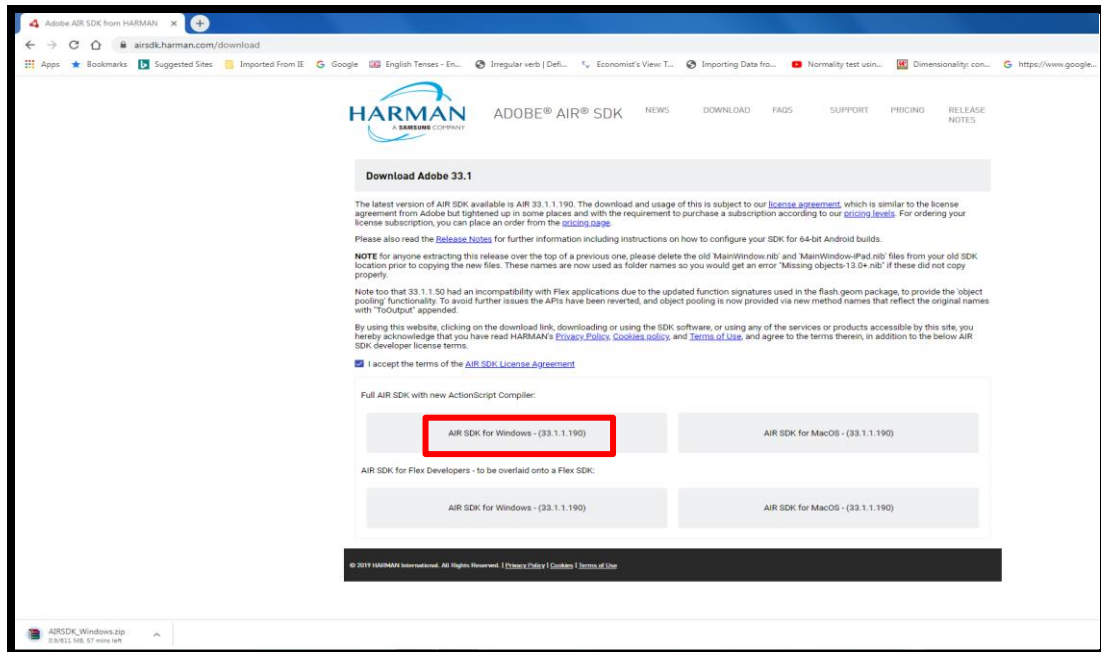 Adobe AIR SDK from HARMAN
airsdk.harman.com/download
Apps Bookmarks Suggested Sites Imported From IE Google English Tenses - En... Irregular verb | Defi... Economist's View: T... Importing Data fro... Normality test usin... Dimensionality: con... https://www.google...
HARMAN
A SAMSUNG COMPANY
ADOBE® AIR® SDK NEWS DOWNLOAD FAQS SUPPORT PRICING RELEASE NOTES
Download Adobe 33.1
The latest version of AIR SDK available is AIR 33.1.1.190. The download and usage of this is subject to our license agreement, which is similar to the license
agreement from Adobe but tightened up in some places and with the requirement to purchase a subscription according to our pricing levels. For ordering your
license subscription, you can place an order from the pricing page.
Please also read the Release Notes for further information including instructions on how to configure your SDK for 64-bit Android builds.
NOTE for anyone extracting this release over the top of a previous one, please delete the old 'MainWindow.nib' and 'MainWindow-iPad.nib' files from your old SDK
location prior to copying the new files. These names are now used as folder names so you would get an error "Missing objects-13.0+.nib" if these did not copy
properly.
Note too that 33.1.1.50 had an incompatibility with Flex applications due to the updated function signatures used in the flash.geom package, to provide the 'object
pooling' functionality. To avoid further issues the APIs have been reverted, and object pooling is now provided via new method names that reflect the original names
with "ToOutput" appended.
By using this website, clicking on the download link, downloading or using the SDK software, or using any of the services or products accessible by this site, you
hereby acknowledge that you have read HARMAN's Privacy Policy, Cookies policy, and Terms of Use, and agree to the terms therein, in addition to the below AIR
SDK developer license terms.
I accept the terms of the AIR SDK License Agreement
Full AIR SDK with new ActionScript Compiler:
AIR SDK for Windows - (33.1.1.190) AIR SDK for MacOS - (33.1.1.190)
AIR SDK for Flex Developers - to be overlaid onto a Flex SDK:
AIR SDK for Windows - (33.1.1.190) AIR SDK for MacOS - (33.1.1.190)
© 2019 HARMAN International. All Rights Reserved. | Privacy Policy | Cookies | Terms of Use
AIRSDK_Windows.zip
0.9/611 MB, 57 mins left